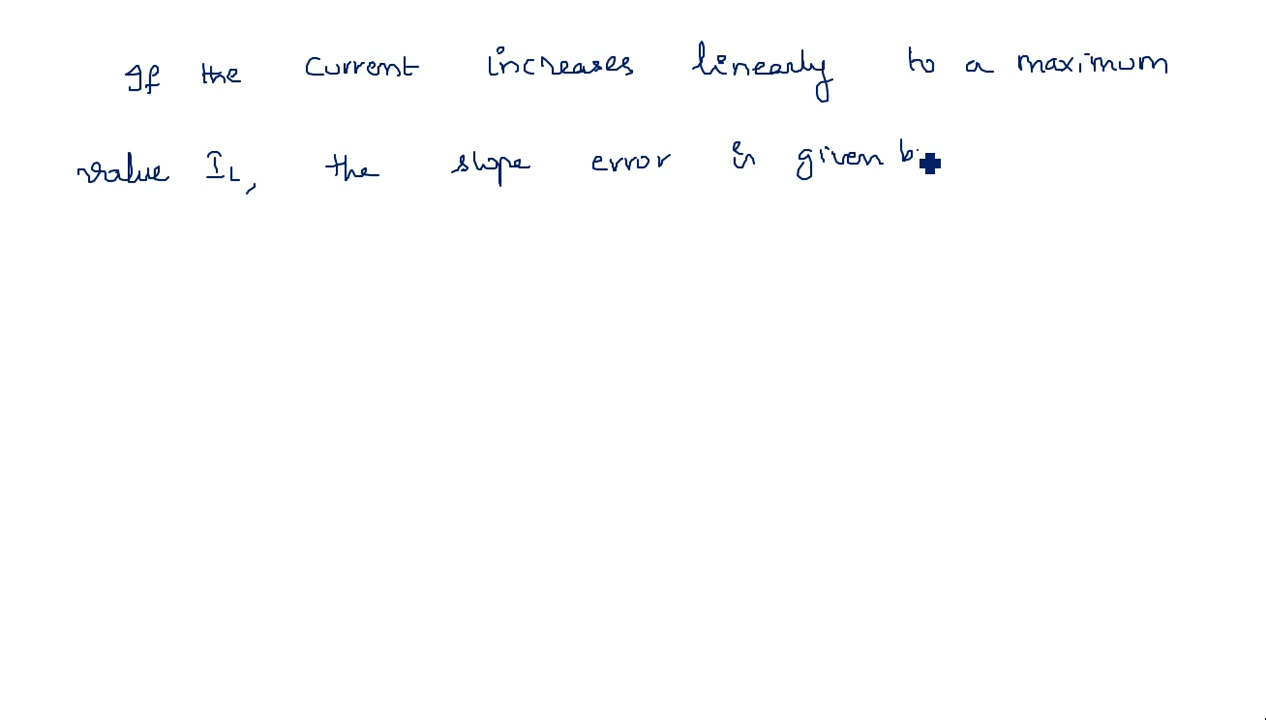 If the current increases linearly to a maximum
value IL, the slope error is given b